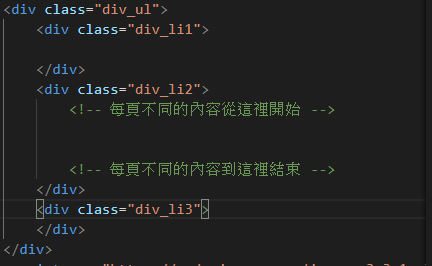 <div class="div_ul">
<div class="div_li1">
</div>
<div class="div_li2">
<!-- 每頁不同的內容從這裡開始 -->
<!-- 每頁不同的內容到這裡結束 -->
</div>
<div class="div_li3">
</div>
</div>